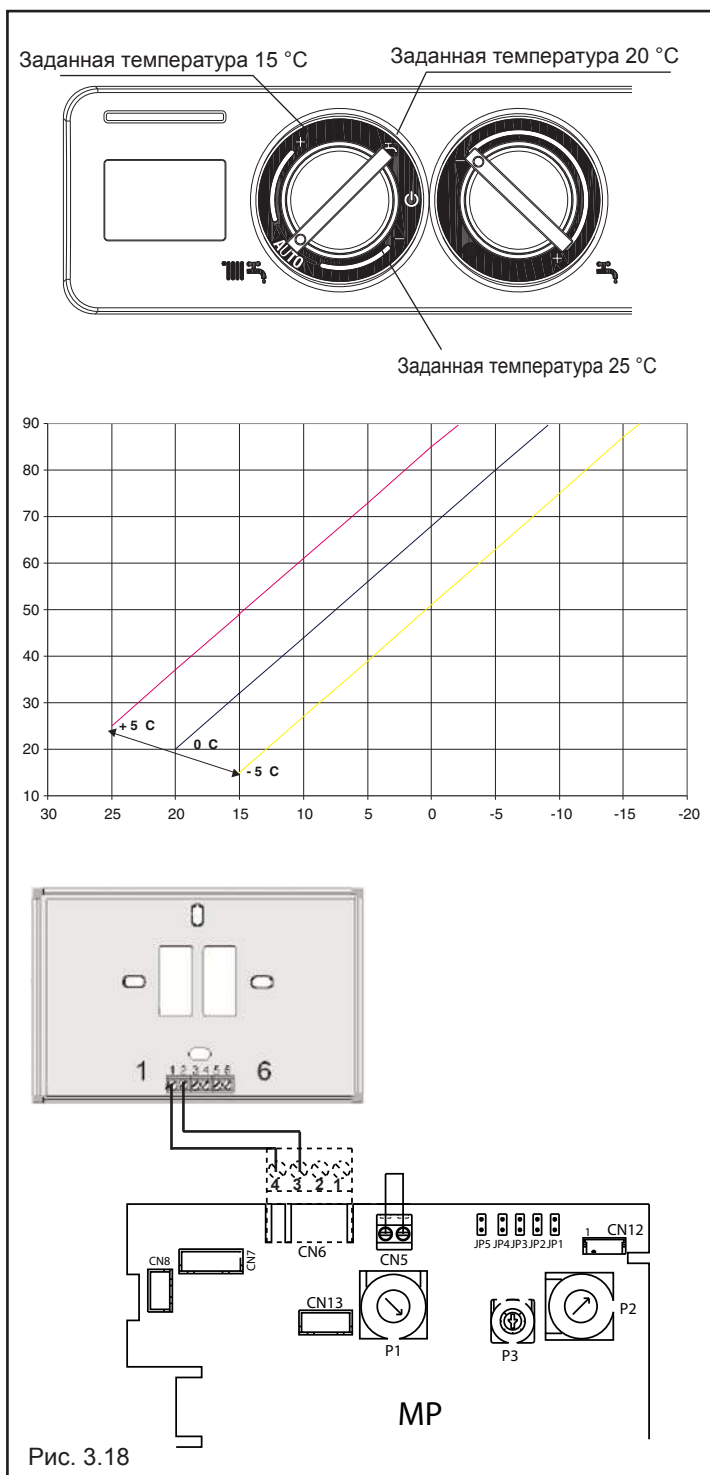 Заданная температура 15 °C
Заданная температура 20 °C
+ − AUTO −
+
Заданная температура 25 °C
90
80
70
60
50
40
30
20
10
+ 5 C
0 C
- 5 C
30 25 20 15 10 5 0 -5 -10 -15 -20
1 1 2 3 4 5 6 6
4 3 2 1
CN8 CN7 CN6 CN5 JP5 JP4 JP3 JP2 JP1 1 CN12
CN13 P1 P3 P2
MP
Рис. 3.18